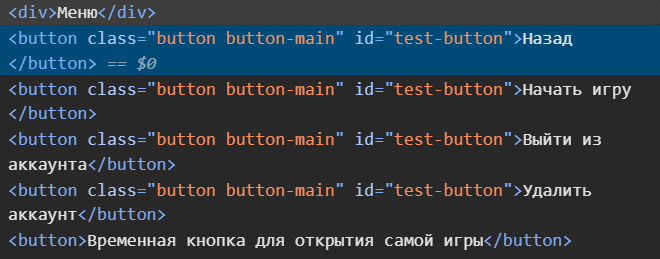 <div>Меню</div>
<button class="button button-main" id="test-button">Назад
</button> == $0
<button class="button button-main" id="test-button">Начать игру
</button>
<button class="button button-main" id="test-button">Выйти из
аккаунта</button>
<button class="button button-main" id="test-button">Удалить
аккаунт</button>
<button>Временная кнопка для открытия самой игры</button>